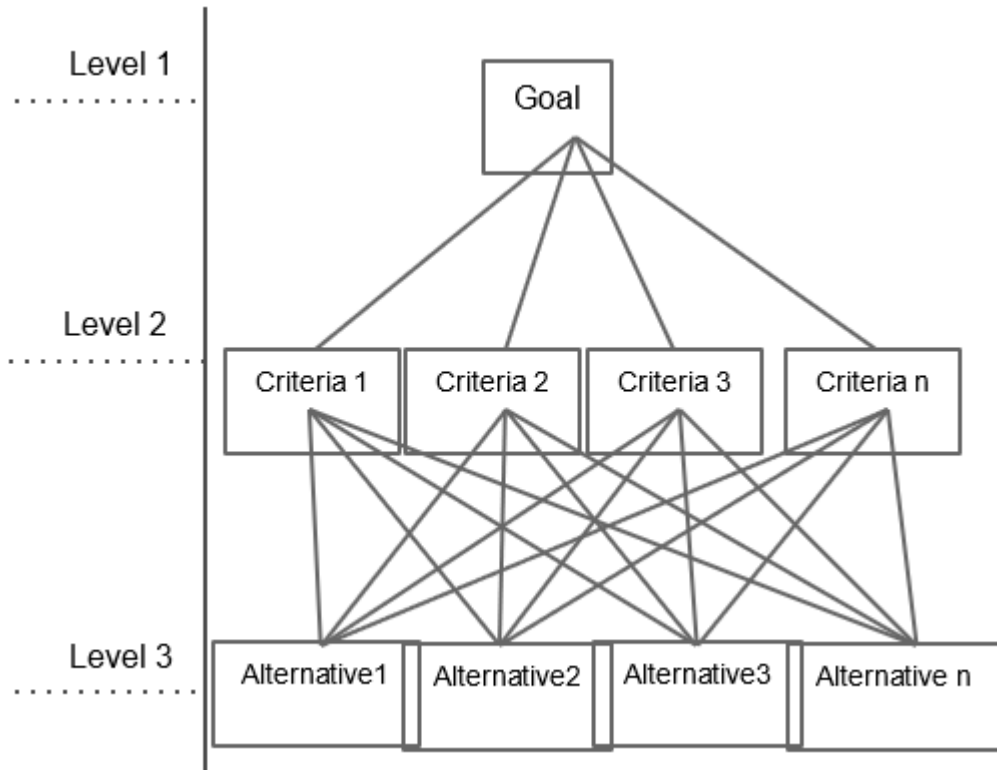 Level 1
Goal
Level 2
Criteria 1
Criteria 2
Criteria 3
Criteria n
Level 3
Alternative1
Alternative2
Alternative3
Alternative n